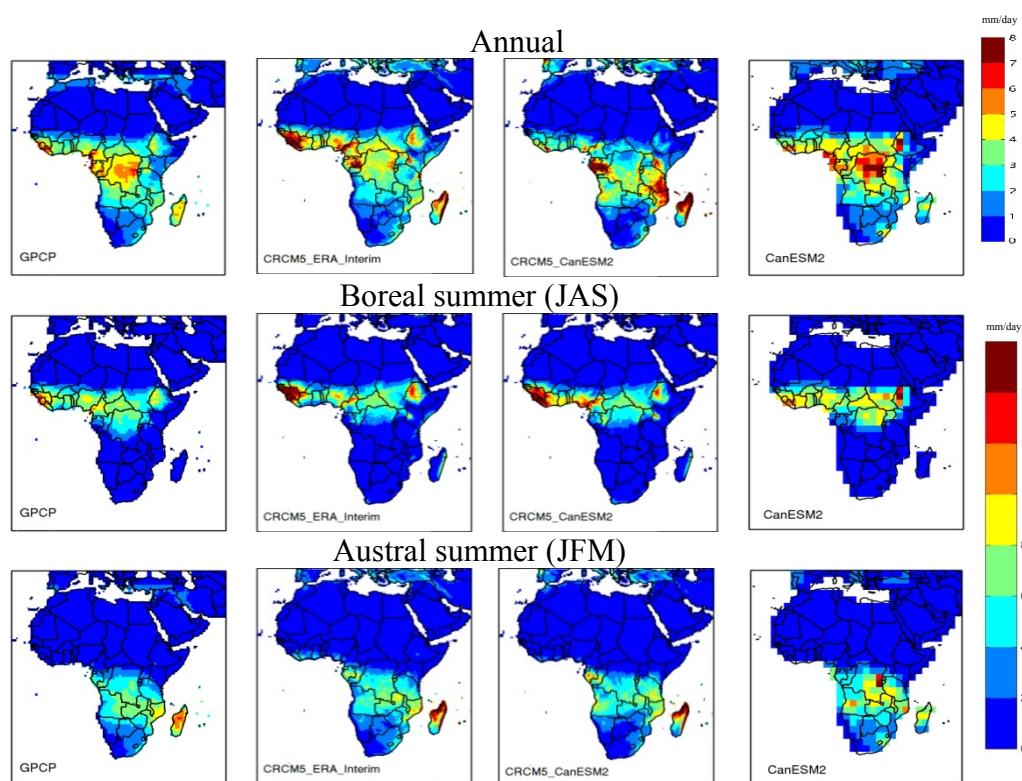 mm/day
Annual
8
7
6
5
4
3
2
1
0
GPCP
CRCM5_ERA_Interim
CRCM5_CanESM2
CanESM2
Boreal summer (JAS)
mm/day
GPCP
CRCM5_ERA_Interim
CRCM5_CanESM2
CanESM2
Austral summer (JFM)
GPCP
CRCM5_ERA_Interim
CRCM5_CanESM2
CanESM2